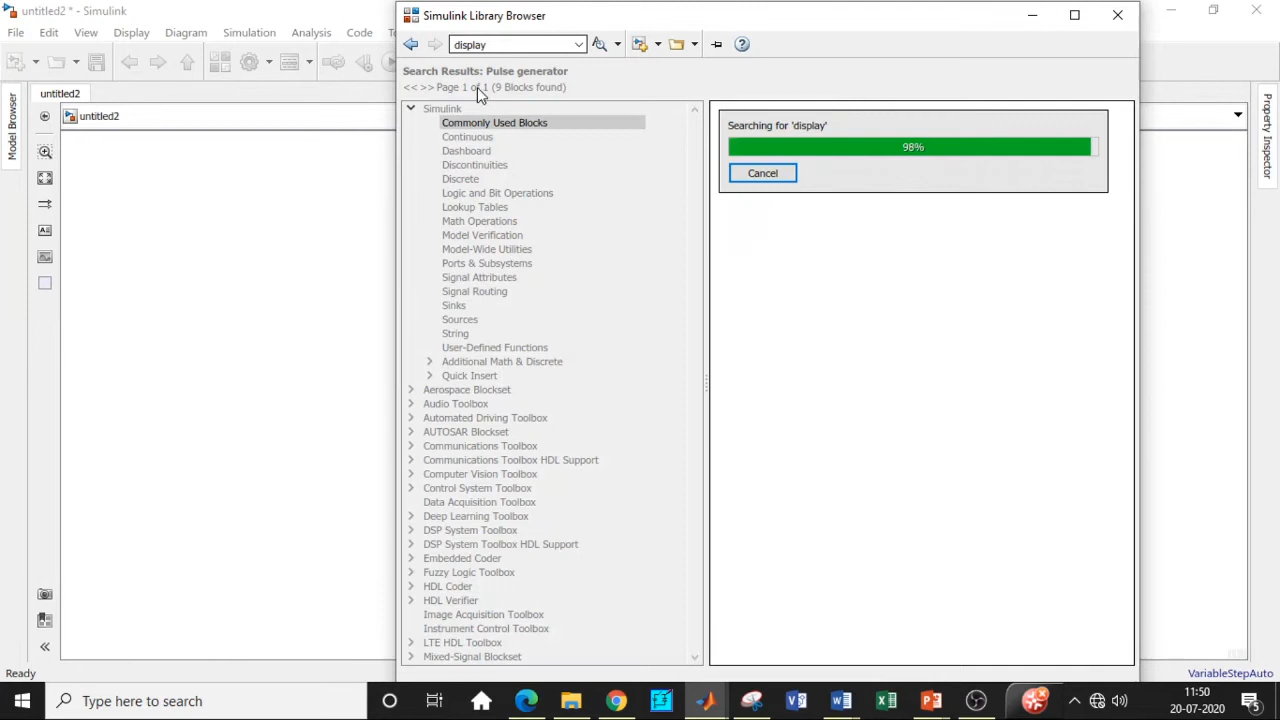 untitled2 * - Simulink
File Edit View Display Diagram Simulation Analysis Code
untitled2
untitled2
Model Browser
Simulink Library Browser
display
Search Results: Pulse generator
<< >> Page 1 of 1 (9 Blocks found)
Simulink
Commonly Used Blocks
Continuous
Dashboard
Discontinuities
Discrete
Logic and Bit Operations
Lookup Tables
Math Operations
Model Verification
Model-Wide Utilities
Ports & Subsystems
Signal Attributes
Signal Routing
Sinks
Sources
String
User-Defined Functions
Additional Math & Discrete
Quick Insert
Aerospace Blockset
Audio Toolbox
Automated Driving Toolbox
AUTOSAR Blockset
Communications Toolbox
Communications Toolbox HDL Support
Computer Vision Toolbox
Control System Toolbox
Data Acquisition Toolbox
Deep Learning Toolbox
DSP System Toolbox
DSP System Toolbox HDL Support
Embedded Coder
Fuzzy Logic Toolbox
HDL Coder
HDL Verifier
Image Acquisition Toolbox
Instrument Control Toolbox
LTE HDL Toolbox
Mixed-Signal Blockset
Searching for 'display'
98%
Cancel
Property Inspector
Ready
VariableStepAuto
Type here to search
11:50
20-07-2020
5